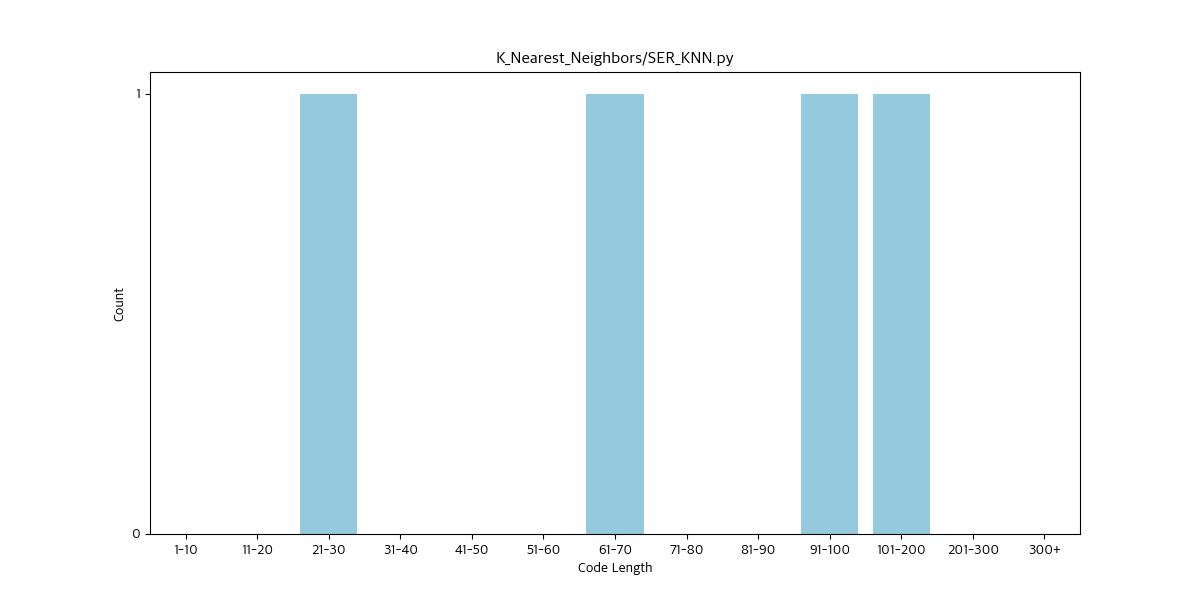 K_Nearest_Neighbors/SER_KNN.py
1
Count
0
1-10 11-20 21-30 31-40 41-50 51-60 61-70 71-80 81-90 91-100 101-200 201-300 300+
Code Length